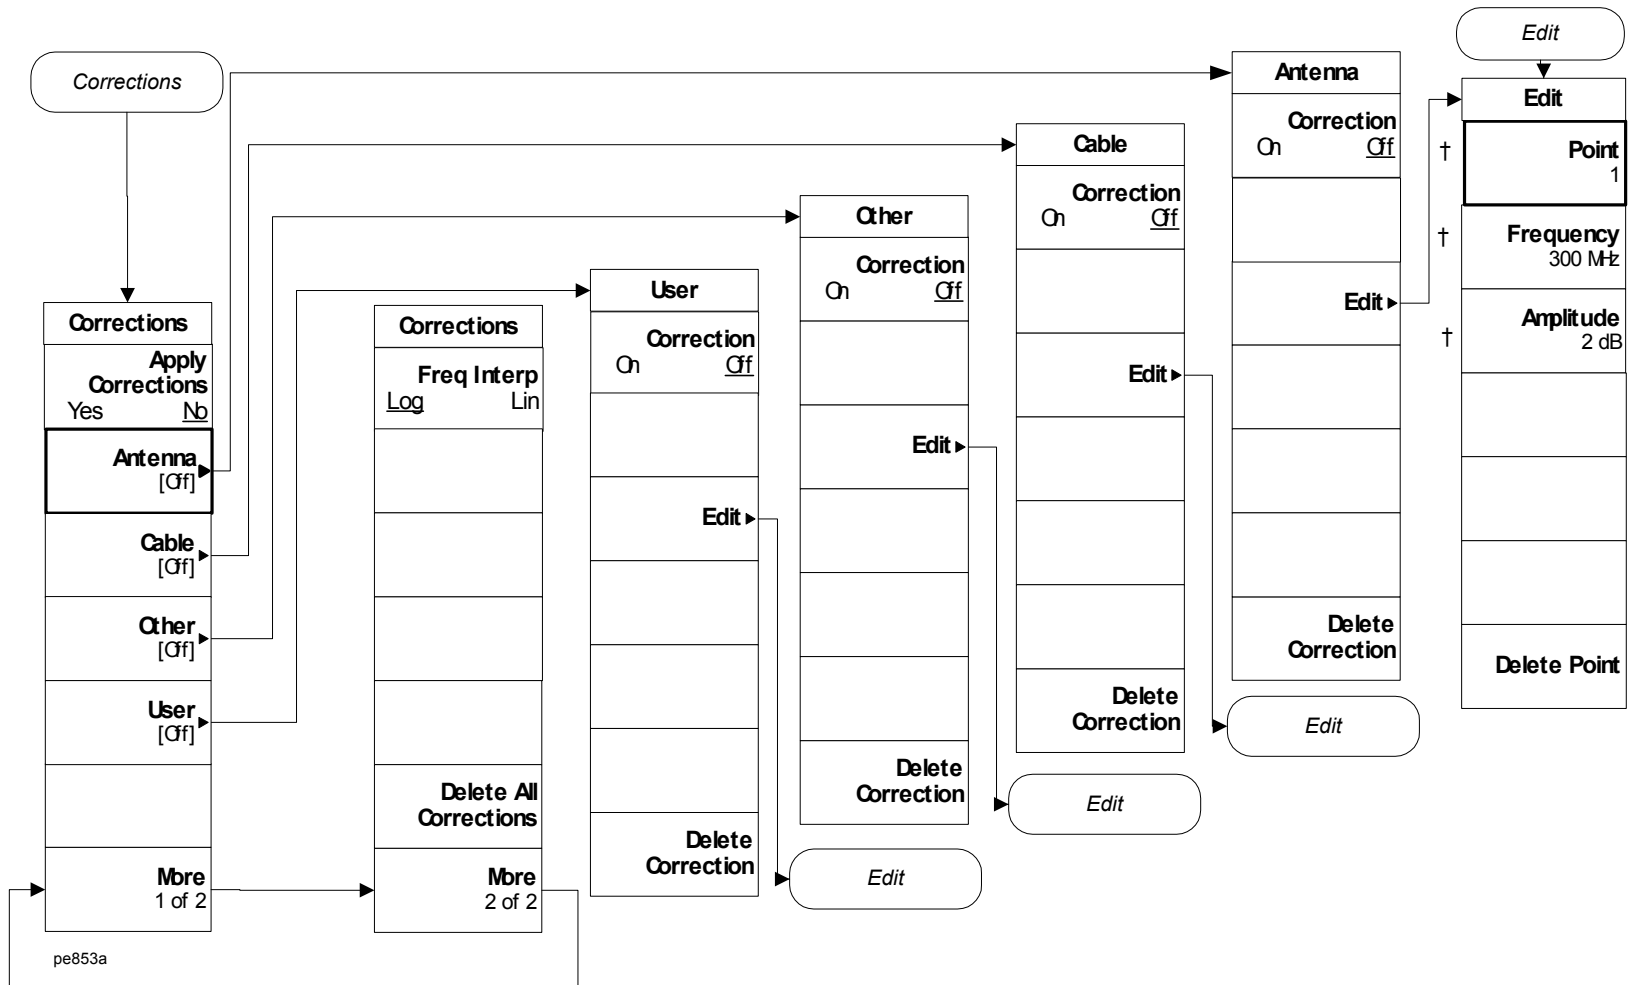 Corrections
Corrections
Apply
Corrections
Yes No
Antenna
[Off]
Cable
[Off]
Other
[Off]
User
[Off]
More
1 of 2
pe853a
Corrections
Freq Interp
Log Lin
Delete All
Corrections
More
2 of 2
User
Correction
On Off
Edit
Delete
Correction
Edit
Other
Correction
On Off
Edit
Delete
Correction
Edit
Cable
Correction
On Off
Edit
Delete
Correction
Edit
Antenna
Correction
On Off
Edit
Delete
Correction
Edit
Edit
† Point
1
† Frequency
300 MHz
† Amplitude
2 dB
Delete Point